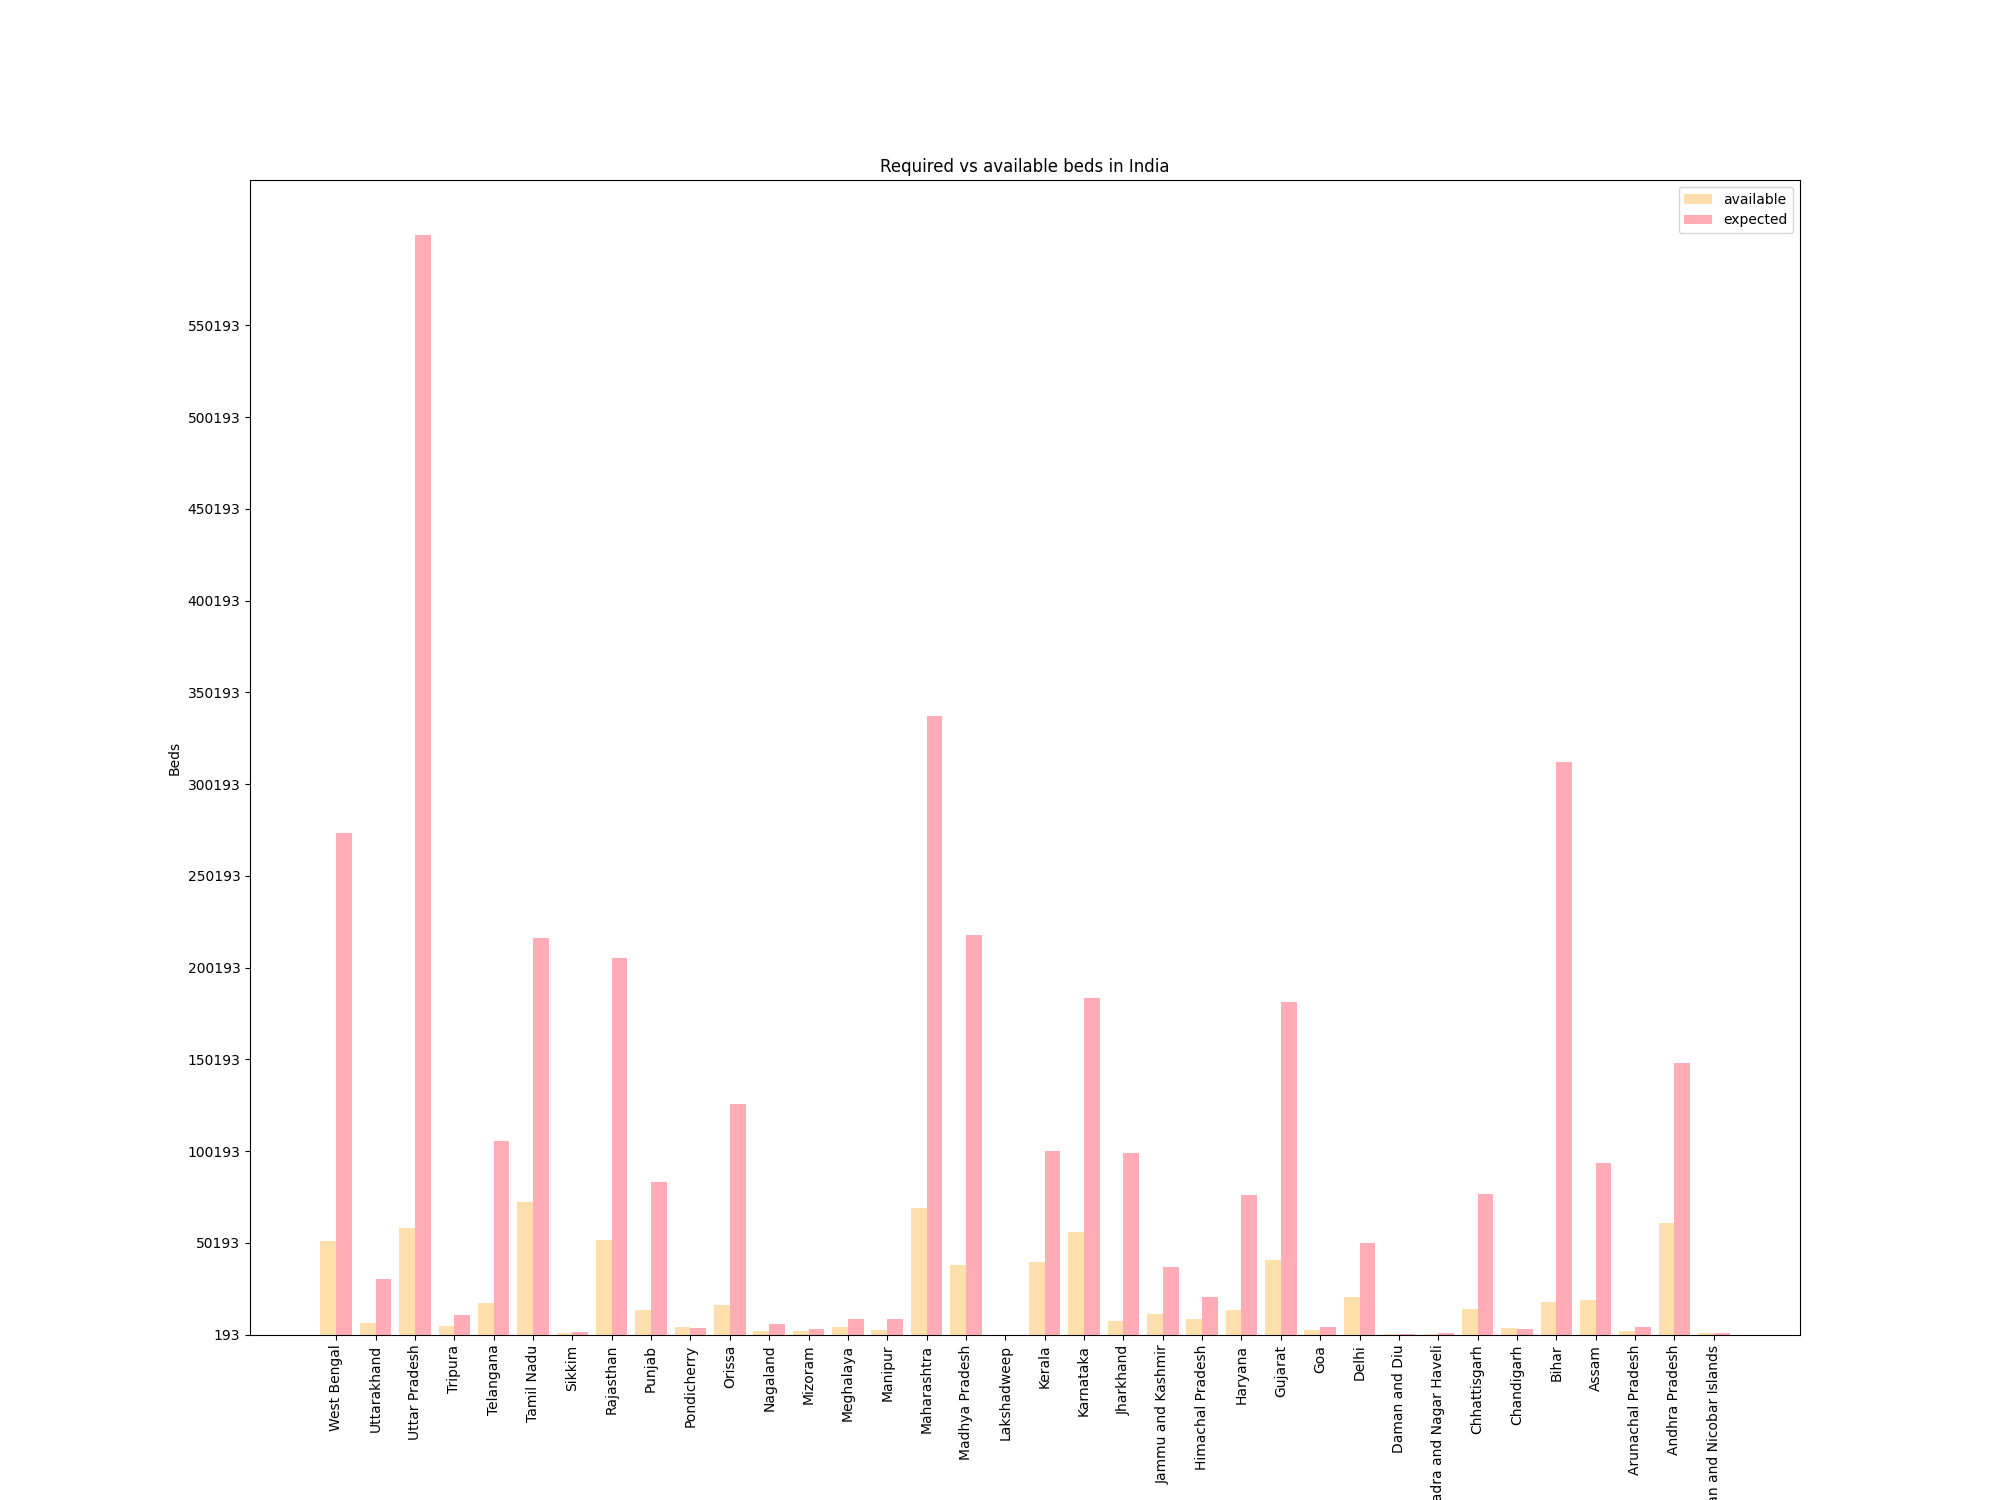 Required vs available beds in India
available
expected
550193
500193
450193
400193
350193
300193
250193
200193
150193
100193
50193
193
Beds
West Bengal
Uttarakhand
Uttar Pradesh
Tripura
Telangana
Tamil Nadu
Sikkim
Rajasthan
Punjab
Pondicherry
Orissa
Nagaland
Mizoram
Meghalaya
Manipur
Maharashtra
Madhya Pradesh
Lakshadweep
Kerala
Karnataka
Jharkhand
Jammu and Kashmir
Himachal Pradesh
Haryana
Gujarat
Goa
Delhi
Daman and Diu
adra and Nagar Haveli
Chhattisgarh
Chandigarh
Bihar
Assam
Arunachal Pradesh
Andhra Pradesh
an and Nicobar Islands